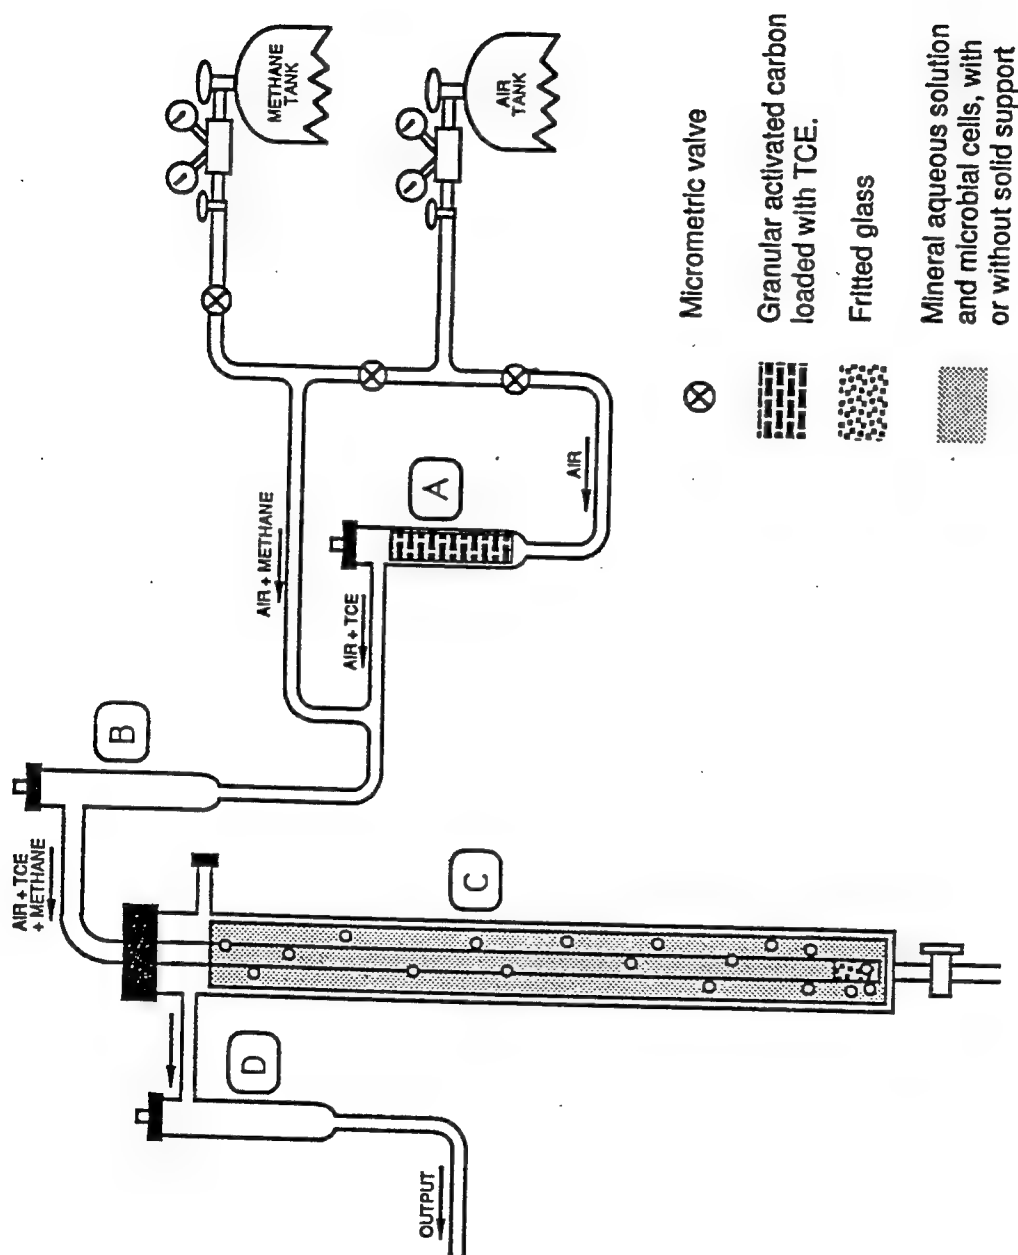 METHANE
TANK
AIR
TANK
AIR + METHANE
AIR + TCE
AIR
A
B
AIR + TCE
+ METHANE
C
D
OUTPUT
Micrometric valve
Granular activated carbon
loaded with TCE.
Fritted glass
Mineral aqueous solution
and microbial cells, with
or without solid support